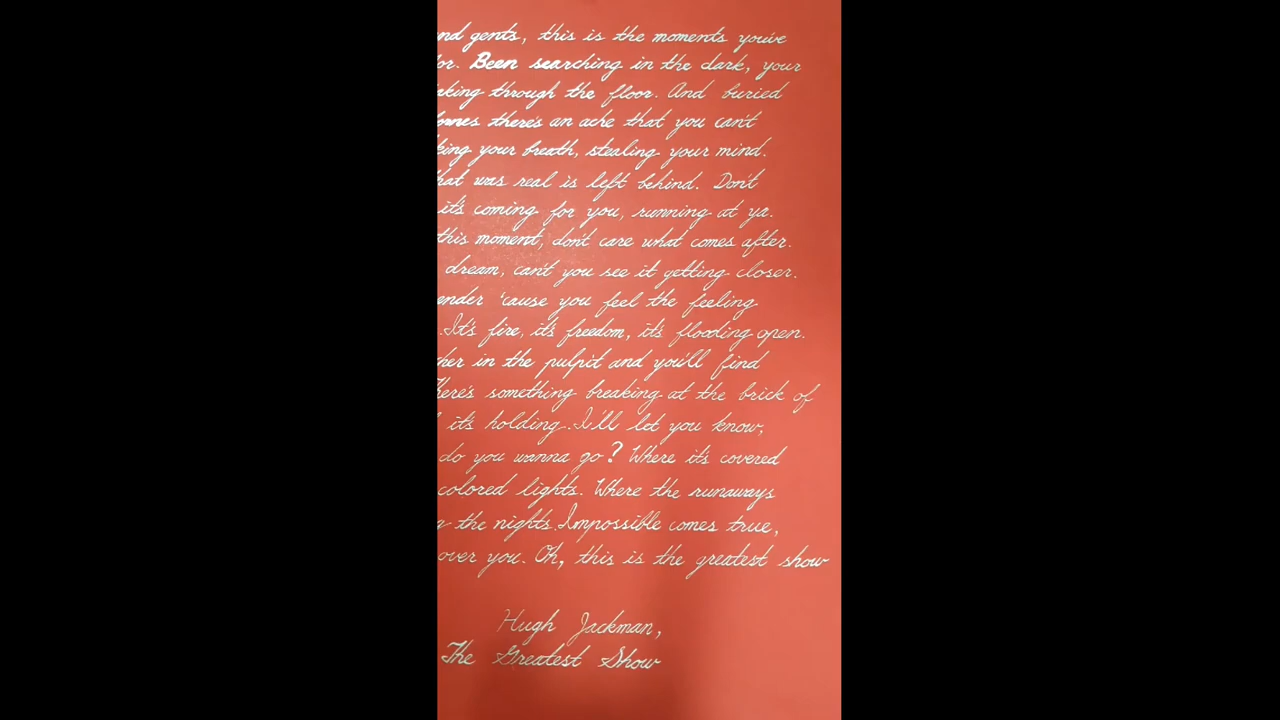 nd gents, this is the moments you've
or. Been searching in the dark, your
aking through the floor. And buried
bones there's an ache that you can't
king your breath, stealing your mind.
hat was real is left behind. Don't
it's coming for you, running at ya.
this moment, don't care what comes after.
dream, can't you see it getting closer.
ender 'cause you feel the feeling
. It's fire, it's freedom, it's flooding open.
her in the pulpit and you'll find
here's something breaking at the brick of
it's holding. I'll let you know,
do you wanna go? Where it's covered
colored lights. Where the runaways
g the nights. Impossible comes true,
over you. Oh, this is the greatest show
Hugh Jackman,
The Greatest Show